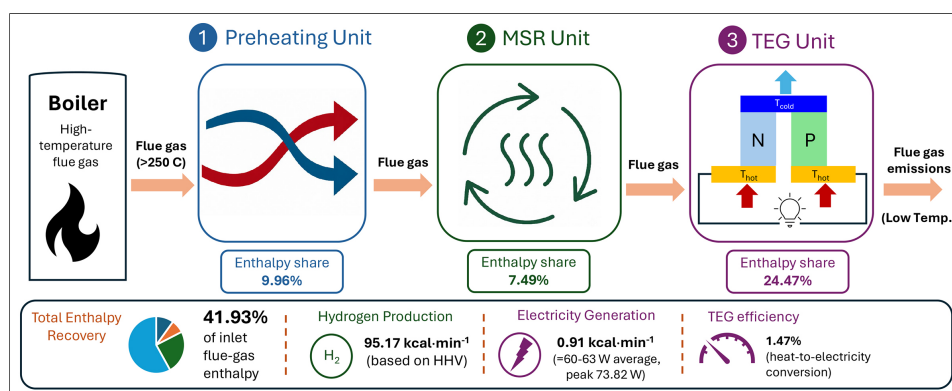 1 Preheating Unit
2 MSR Unit
3 TEG Unit
Boiler
High-
temperature
flue gas
Flue gas
(>250 C)
Flue gas
Flue gas
T_cold
N
P
T_hot
T_hot
Flue gas
emissions
(Low Temp.)
Enthalpy share
9.96%
Enthalpy share
7.49%
Enthalpy share
24.47%
Total Enthalpy
Recovery
41.93%
of inlet
flue-gas
enthalpy
Hydrogen Production
H₂
95.17 kcal·min⁻¹
(based on HHV)
Electricity Generation
0.91 kcal·min⁻¹
(=60-63 W average,
peak 73.82 W)
TEG efficiency
1.47%
(heat-to-electricity
conversion)